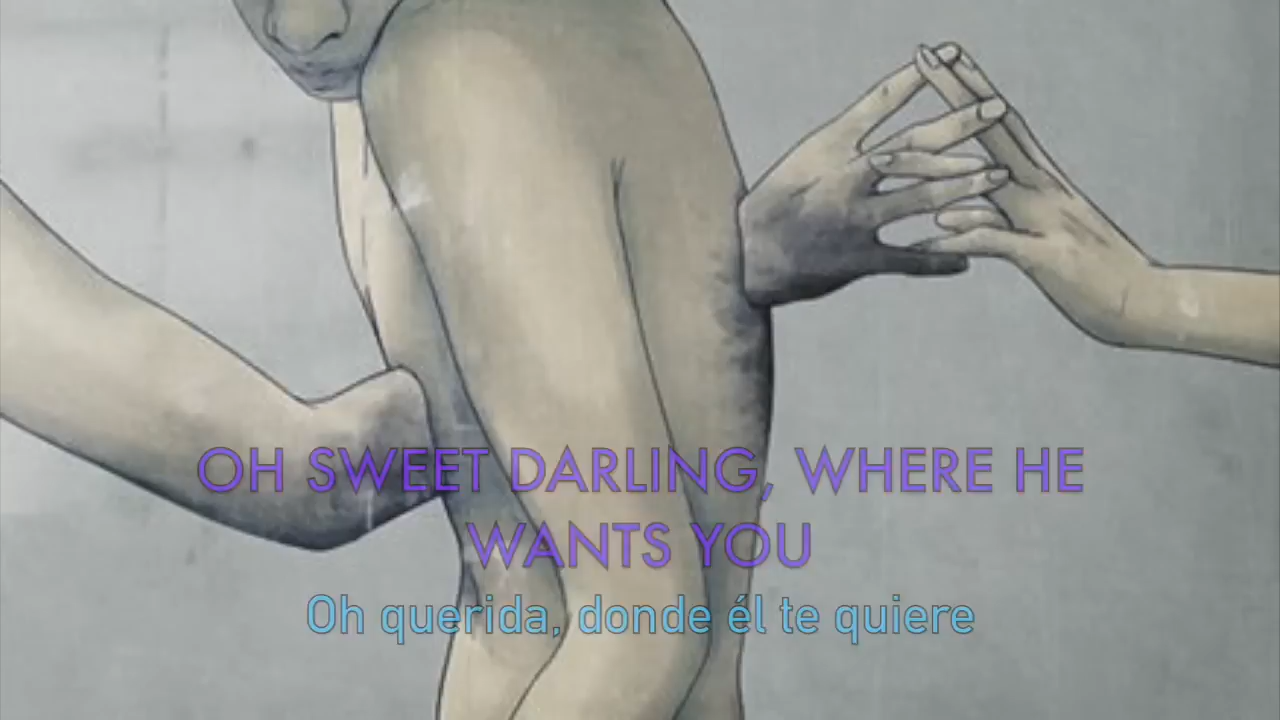 OH SWEET DARLING, WHERE HE
WANTS YOU
Oh querida, donde él te quiere